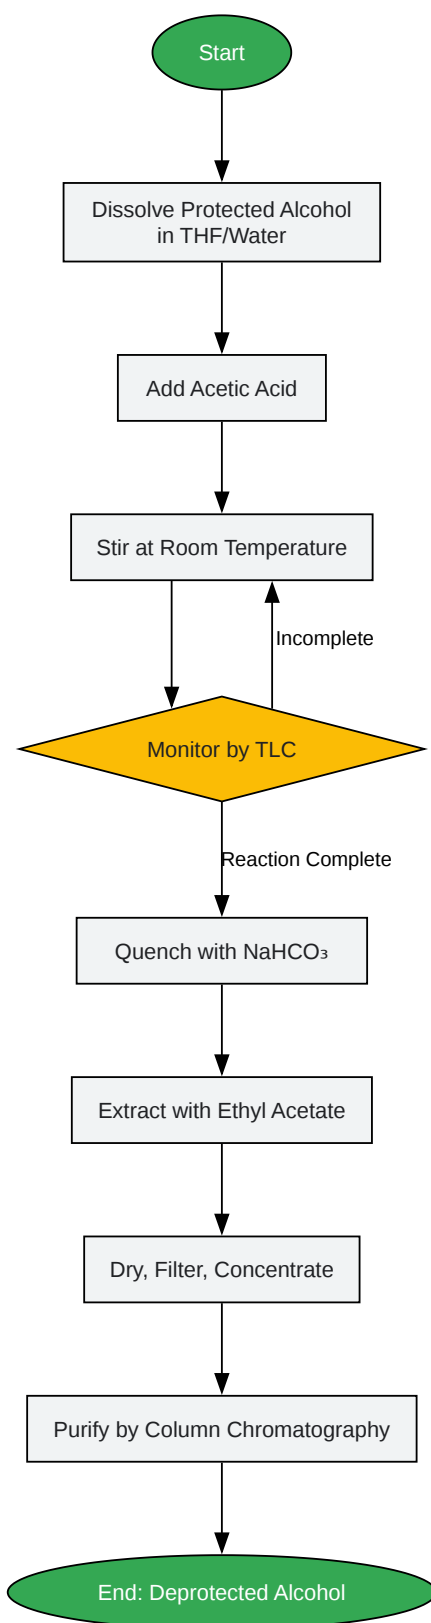 Start
Dissolve Protected Alcohol
in THF/Water
Add Acetic Acid
Stir at Room Temperature
Incomplete
Monitor by TLC
Reaction Complete
Quench with NaHCO₃
Extract with Ethyl Acetate
Dry, Filter, Concentrate
Purify by Column Chromatography
End: Deprotected Alcohol